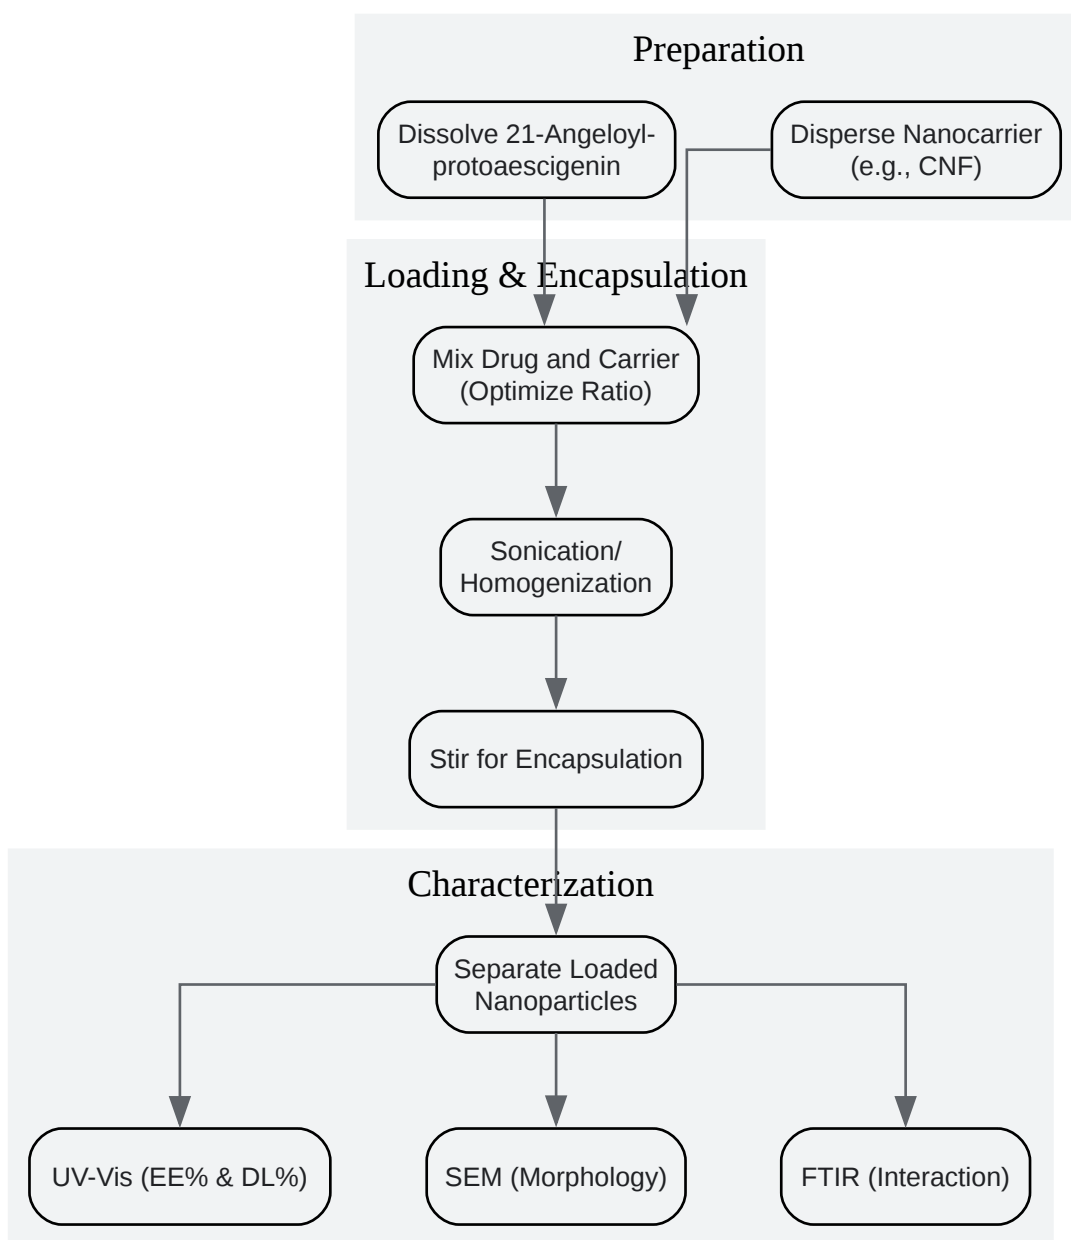 Preparation
Dissolve 21-Angeloyl-
protoaescigenin
Disperse Nanocarrier
(e.g., CNF)
Loading & Encapsulation
Mix Drug and Carrier
(Optimize Ratio)
Sonication/
Homogenization
Stir for Encapsulation
Characterization
Separate Loaded
Nanoparticles
UV-Vis (EE% & DL%)
SEM (Morphology)
FTIR (Interaction)